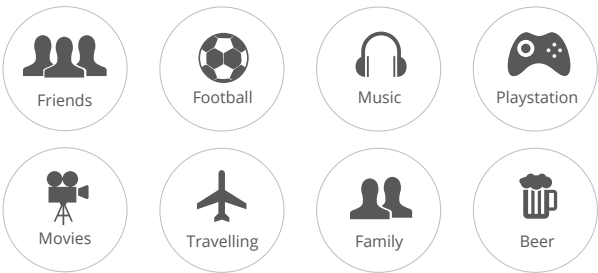 Friends
Football
Music
Playstation
Movies
Travelling
Family
Beer